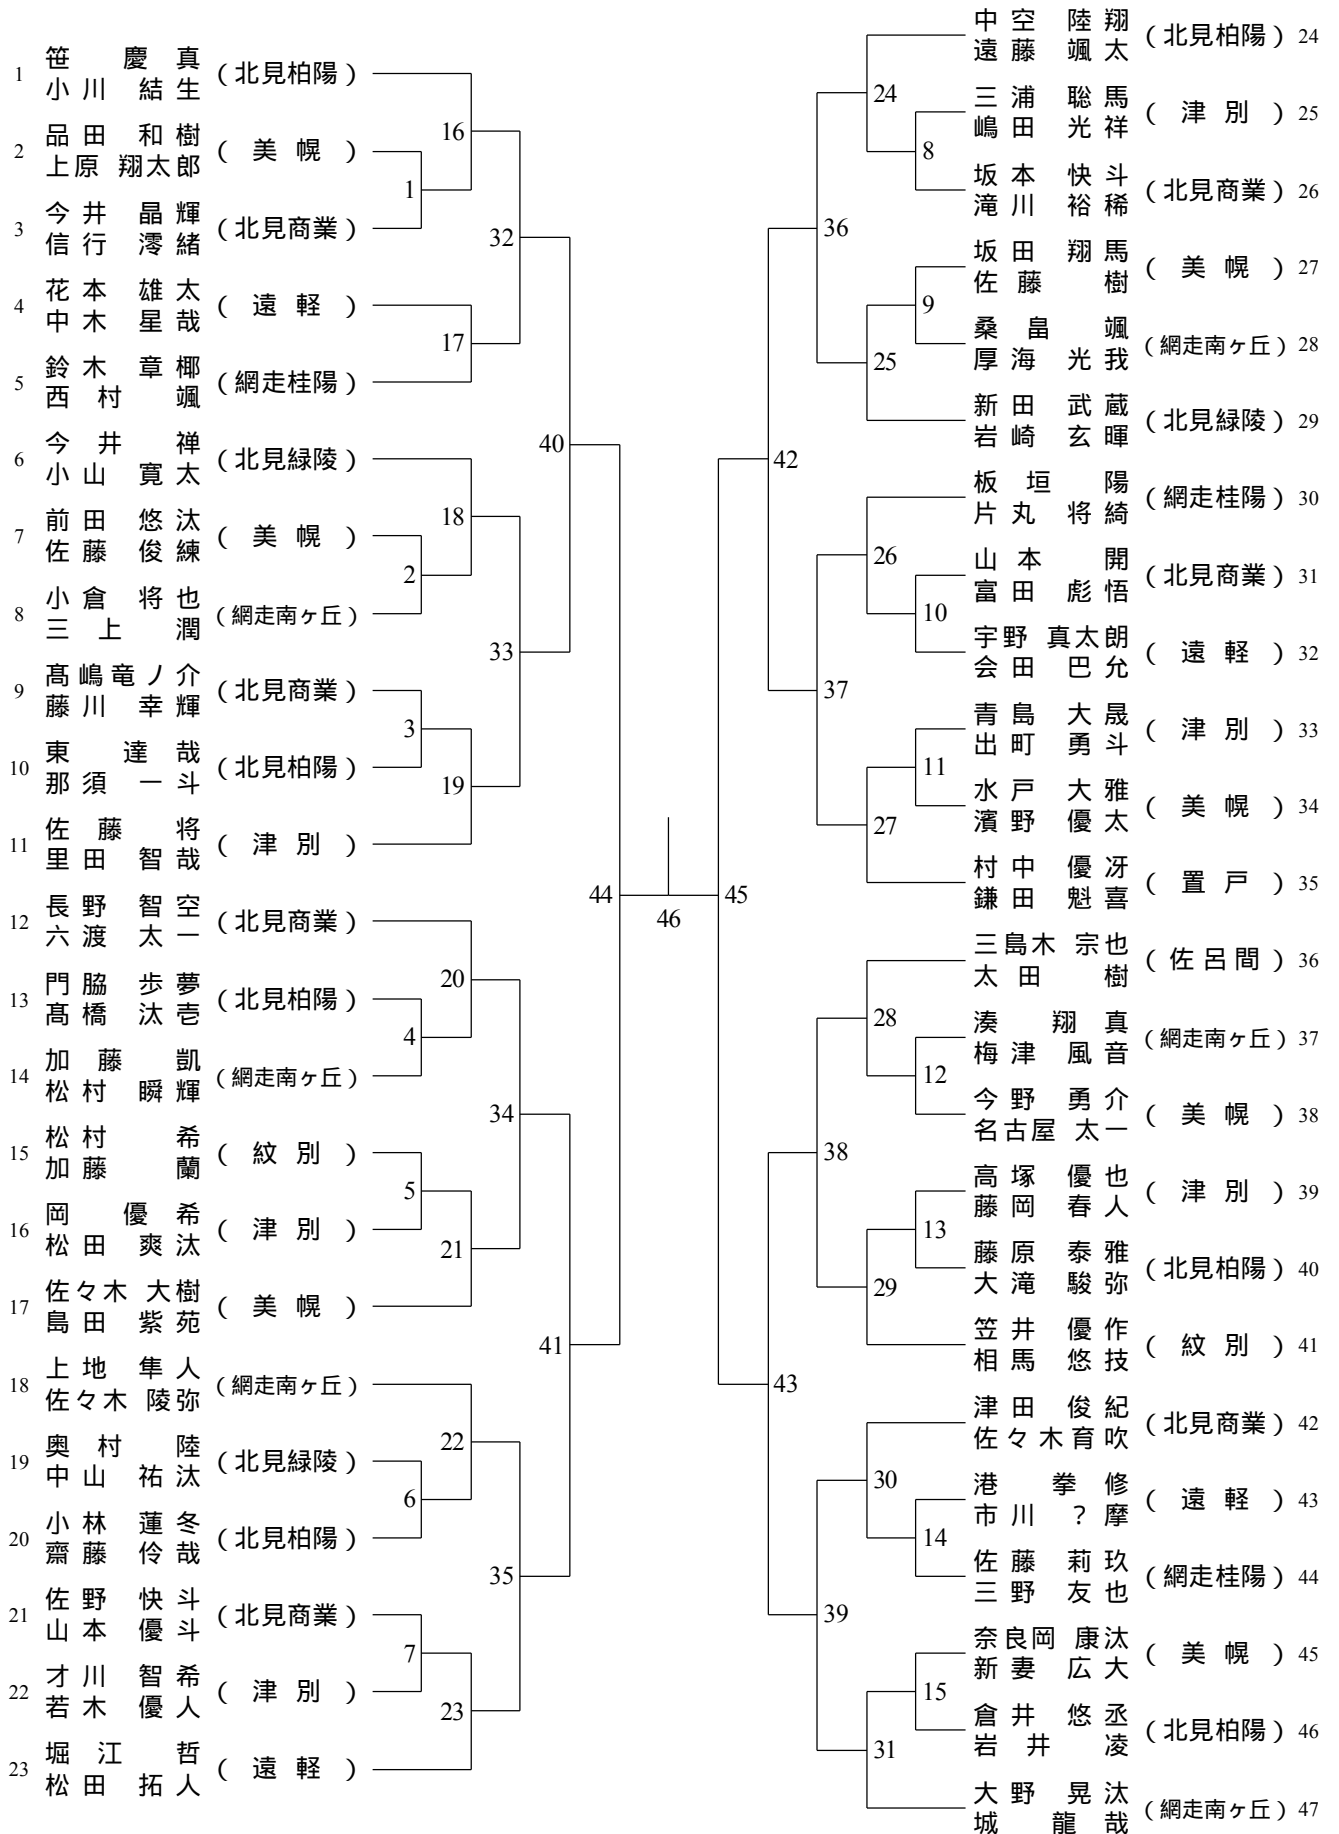 1 笹 慶真 (北見柏陽)
小川 結生
2 品田 和樹 (美幌)
上原 翔太郎
3 今井 晶輝 (北見商業)
信行 澪緒
4 花本 雄太 (遠軽)
中木 星哉
5 鈴木 章椰 (網走桂陽)
西村 颯
6 今井 禅 (北見緑陵)
小山 寛太
7 前田 悠汰 (美幌)
佐藤 俊練
8 小倉 将也 (網走南ヶ丘)
三上 潤
9 髙嶋竜ノ介 (北見商業)
藤川 幸輝
10 東 達哉 (北見柏陽)
那須 一斗
11 佐藤 将 (津別)
里田 智哉
12 長野 智空 (北見商業)
六渡 太一
13 門脇 歩夢 (北見柏陽)
髙橋 汰壱
14 加藤 凱 (網走南ヶ丘)
松村 瞬輝
15 松村 希 (紋別)
加藤 蘭
16 岡 優希 (津別)
松田 爽汰
17 佐々木 大樹 (美幌)
島田 紫苑
18 上地 隼人 (網走南ヶ丘)
佐々木 陵弥
19 奥村 陸 (北見緑陵)
中山 祐汰
20 小林 蓮冬 (北見柏陽)
齋藤 伶哉
21 佐野 快斗 (北見商業)
山本 優斗
22 才川 智希 (津別)
若木 優人
23 堀江 哲 (遠軽)
松田 拓人
16
1
32
17
40
18
2
33
3
19
44
20
4
34
5
21
41
22
6
35
7
23
46
45
24
8
36
9
25
42
26
10
37
11
27
28
12
38
13
29
43
30
14
39
15
31
中空 陸翔 (北見柏陽) 24
遠藤 颯太
三浦 聡馬 (津別) 25
嶋田 光祥
坂本 快斗 (北見商業) 26
滝川 裕稀
坂田 翔馬 (美幌) 27
佐藤 樹
桑畠 颯 (網走南ヶ丘) 28
厚海 光我
新田 武蔵 (北見緑陵) 29
岩崎 玄暉
板垣 陽 (網走桂陽) 30
片丸 将綺
山本 開 (北見商業) 31
富田 彪悟
宇野 真太朗 (遠軽) 32
会田 巴允
青島 大晟 (津別) 33
出町 勇斗
水戸 大雅 (美幌) 34
濱野 優太
村中 優冴 (置戸) 35
鎌田 魁喜
三島木 宗也 (佐呂間) 36
太田 樹
湊 翔真 (網走南ヶ丘) 37
梅津 風音
今野 勇介 (美幌) 38
名古屋 太一
高塚 優也 (津別) 39
藤岡 春人
藤原 泰雅 (北見柏陽) 40
大滝 駿弥
笠井 優作 (紋別) 41
相馬 悠技
津田 俊紀 (北見商業) 42
佐々木育吹
港 拳修 (遠軽) 43
市川 ?摩
佐藤 莉玖 (網走桂陽) 44
三野 友也
奈良岡 康汰 (美幌) 45
新妻 広大
倉井 悠丞 (北見柏陽) 46
岩井 凌
大野 晃汰 (網走南ヶ丘) 47
城 龍哉